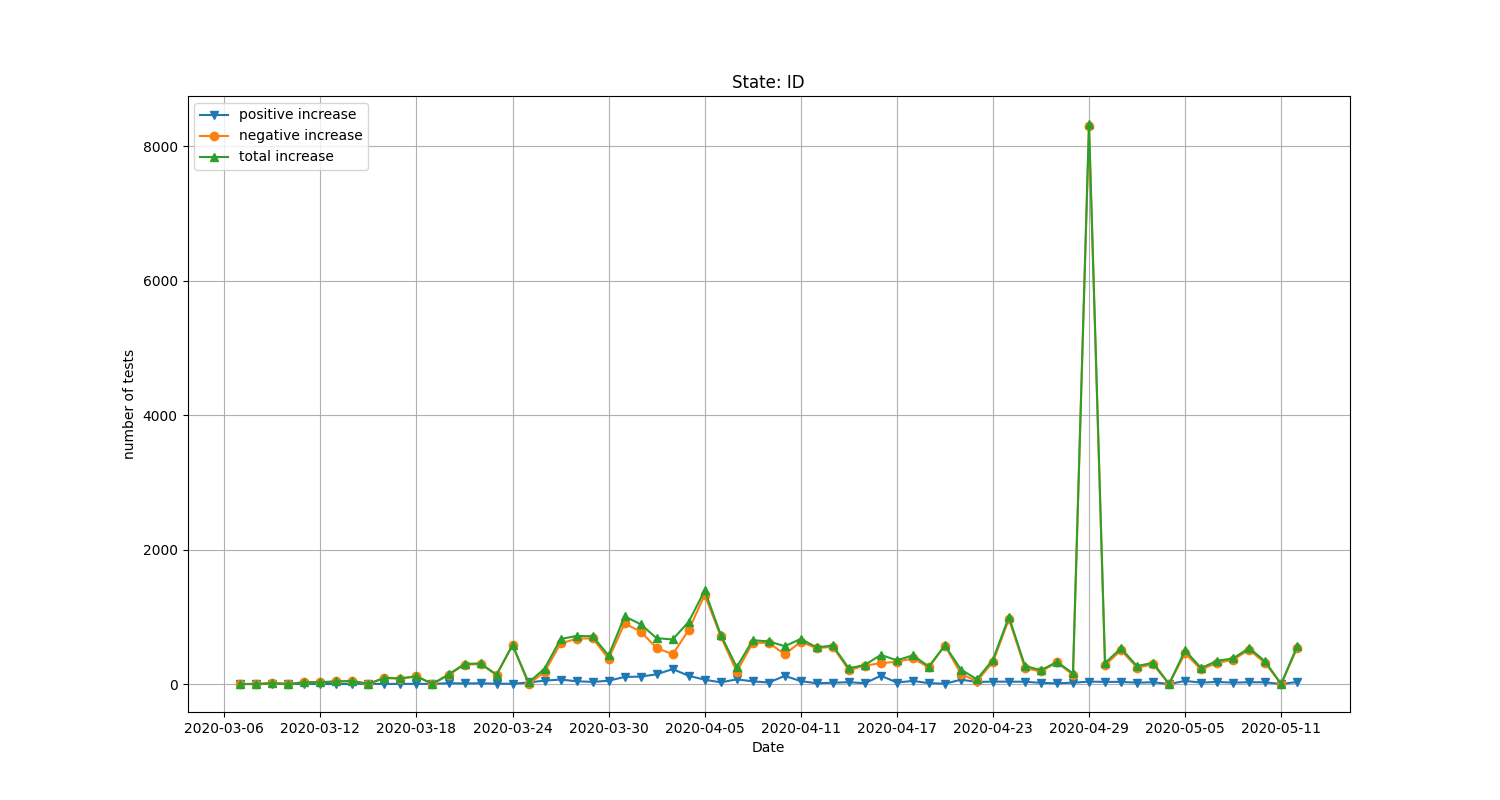 State: ID
positive increase
negative increase
total increase
8000
6000
4000
2000
0
number of tests
2020-03-06 2020-03-12 2020-03-18 2020-03-24 2020-03-30 2020-04-05 2020-04-11 2020-04-17 2020-04-23 2020-04-29 2020-05-05 2020-05-11
Date